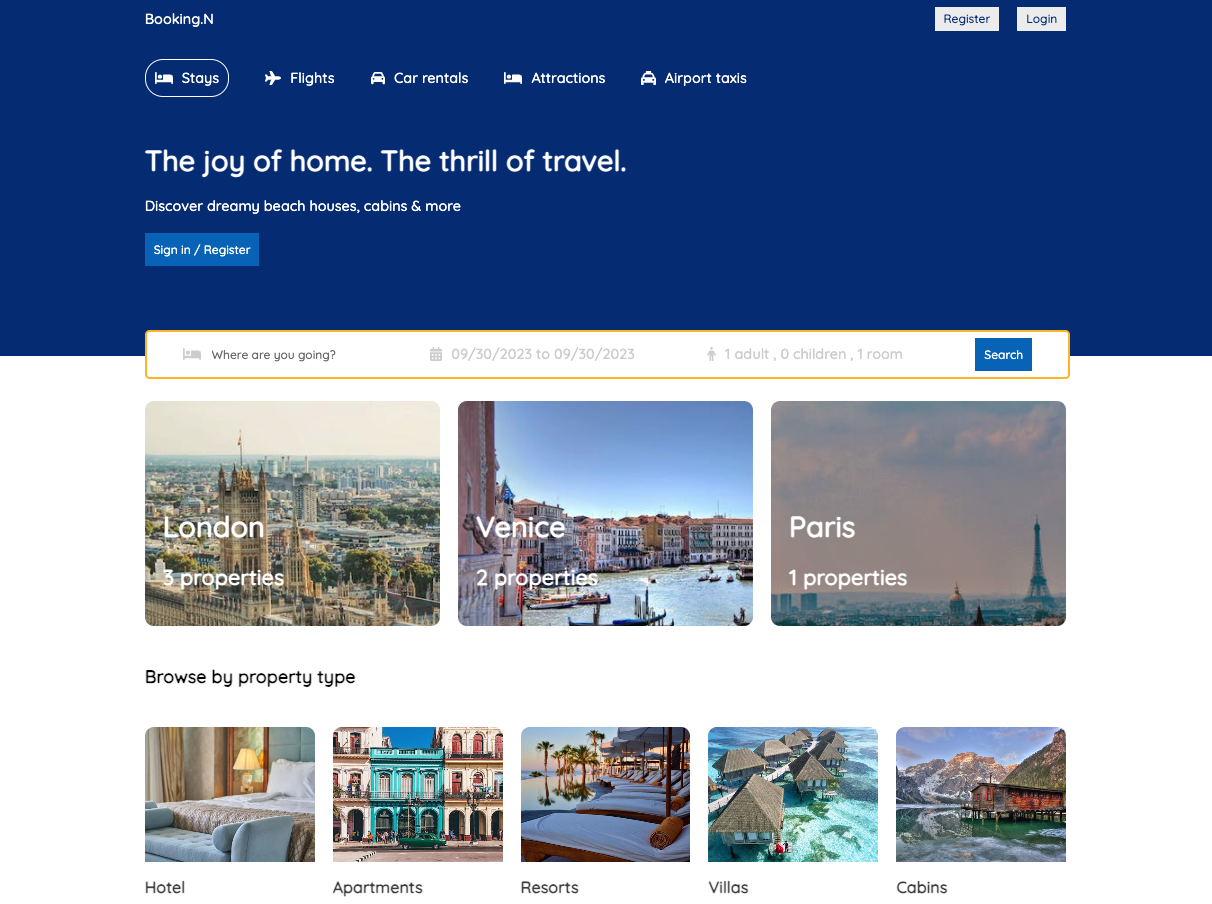 Booking.N
Register
Login
Stays
Flights
Car rentals
Attractions
Airport taxis
The joy of home. The thrill of travel.
Discover dreamy beach houses, cabins & more
Sign in / Register
Where are you going?
09/30/2023 to 09/30/2023
1 adult , 0 children , 1 room
Search
London
3 properties
Venice
2 properties
Paris
1 properties
Browse by property type
Hotel
Apartments
Resorts
Villas
Cabins